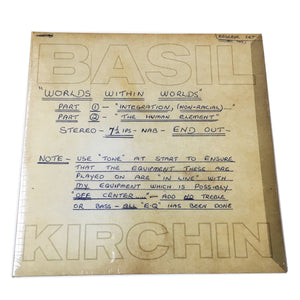 BASIL
"WORLDS WITHIN WORLDS"
PART ① - "INTEGRATION, (NON-RACIAL)....."
PART ② - "THE HUMAN ELEMENT"
STEREO - 7½ IPS - NAB - END OUT -
NOTE - USE "TONE" AT START TO ENSURE
THAT THE EQUIPMENT THESE ARE
PLAYED ON ARE "IN LINE" WITH -
MY EQUIPMENT WHICH IS POSSIBLY
"OFF CENTER...." - ADD NO TREBLE
OR BASS - ALL "E-Q" HAS BEEN DONE
KIRCHIN